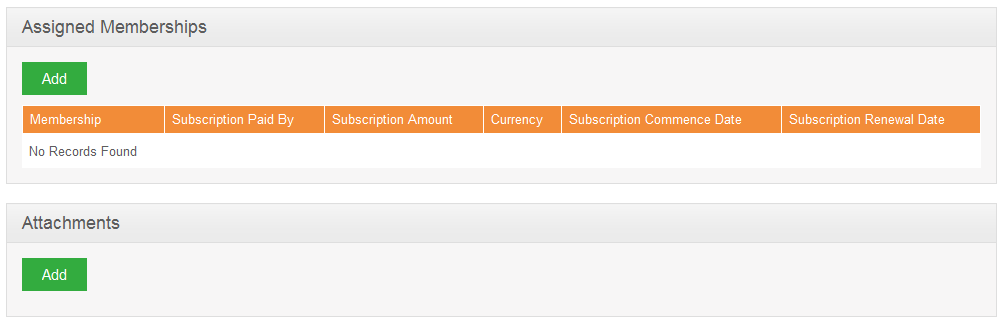 Assigned Memberships
Add
Membership Subscription Paid By Subscription Amount Currency Subscription Commence Date Subscription Renewal Date
No Records Found
Attachments
Add